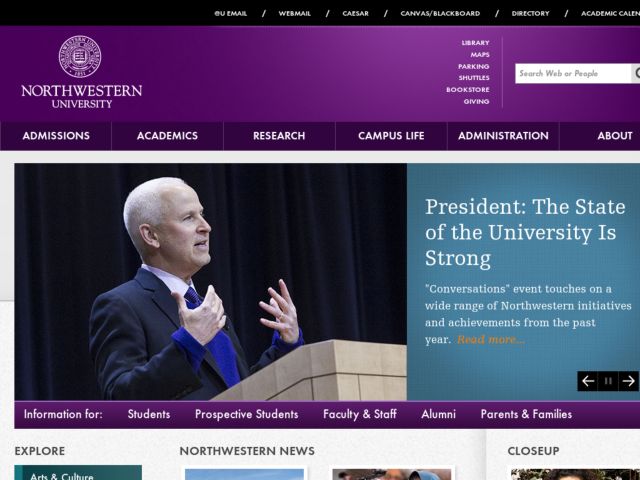 @U EMAIL / WEBMAIL / CAESAR / CANVAS/BLACKBOARD / DIRECTORY / ACADEMIC CALEN
LIBRARY
MAPS
PARKING
SHUTTLES
BOOKSTORE
GIVING
NORTHWESTERN
UNIVERSITY
Search Web or People
ADMISSIONS ACADEMICS RESEARCH CAMPUS LIFE ADMINISTRATION ABOUT
President: The State
of the University Is
Strong
"Conversations" event touches on a
wide range of Northwestern initiatives
and achievements from the past
year. Read more...
Information for: Students Prospective Students Faculty & Staff Alumni Parents & Families
EXPLORE NORTHWESTERN NEWS CLOSEUP
Arts & Culture